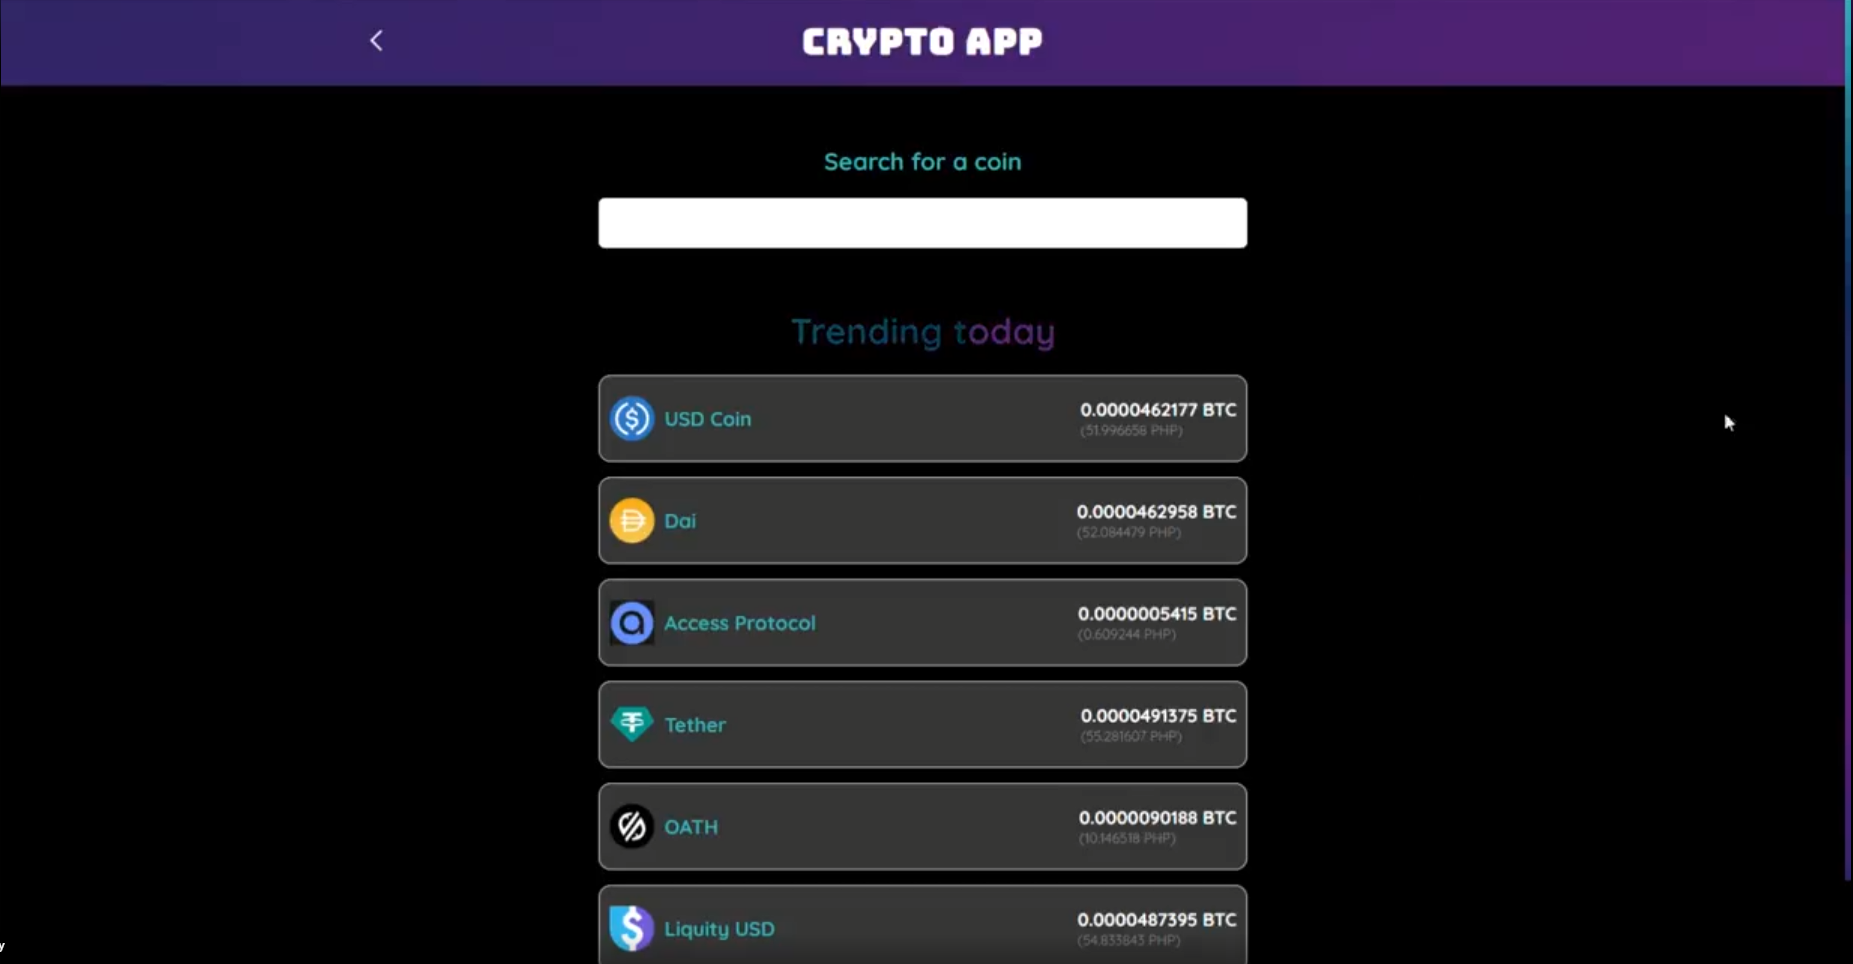 CRYPTO APP
Search for a coin
Trending today
USD Coin
0.0000462177 BTC
(51.996658 PHP)
Dai
0.0000462958 BTC
(52.084479 PHP)
Access Protocol
0.0000005415 BTC
(0.609244 PHP)
Tether
0.0000491375 BTC
(55.281607 PHP)
OATH
0.0000090188 BTC
(10.146518 PHP)
Liquity USD
0.0000487395 BTC
(54.833843 PHP)
y